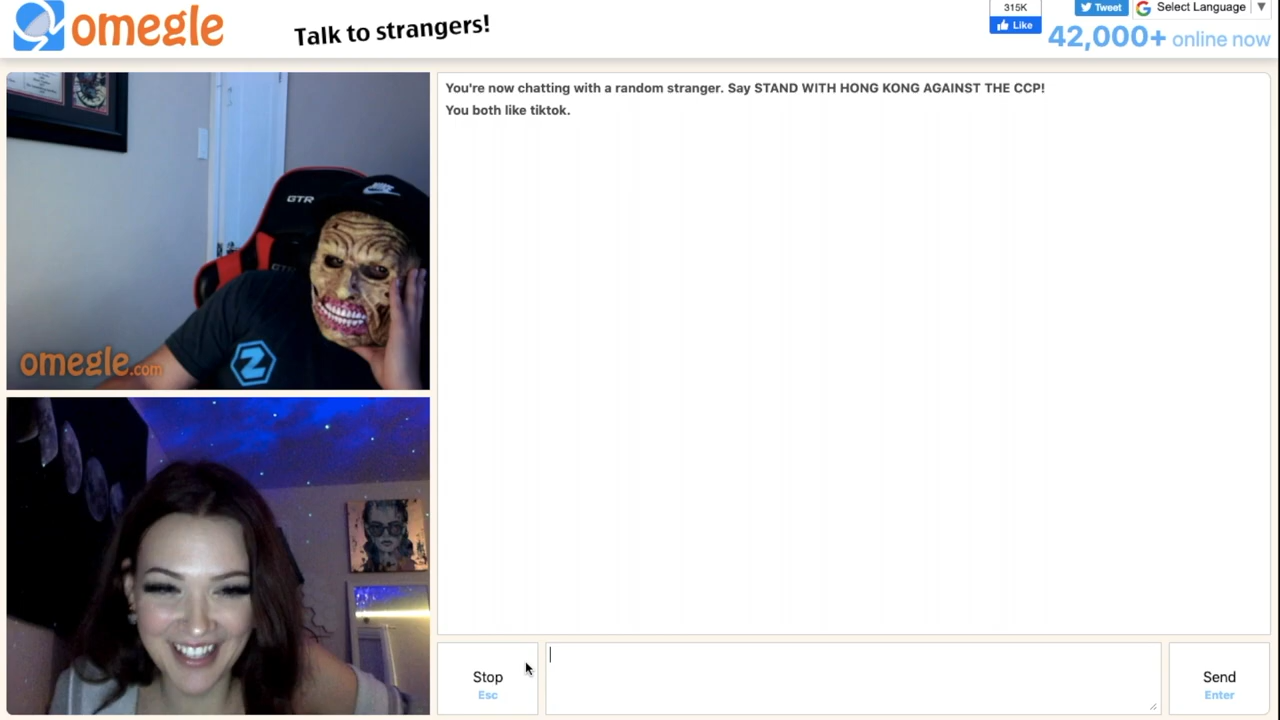 omegle
Talk to strangers!
315K
Like
Tweet
Select Language ▼
42,000+ online now
GTR
omegle.com
You're now chatting with a random stranger. Say STAND WITH HONG KONG AGAINST THE CCP!
You both like tiktok.
Stop
Esc
Send
Enter